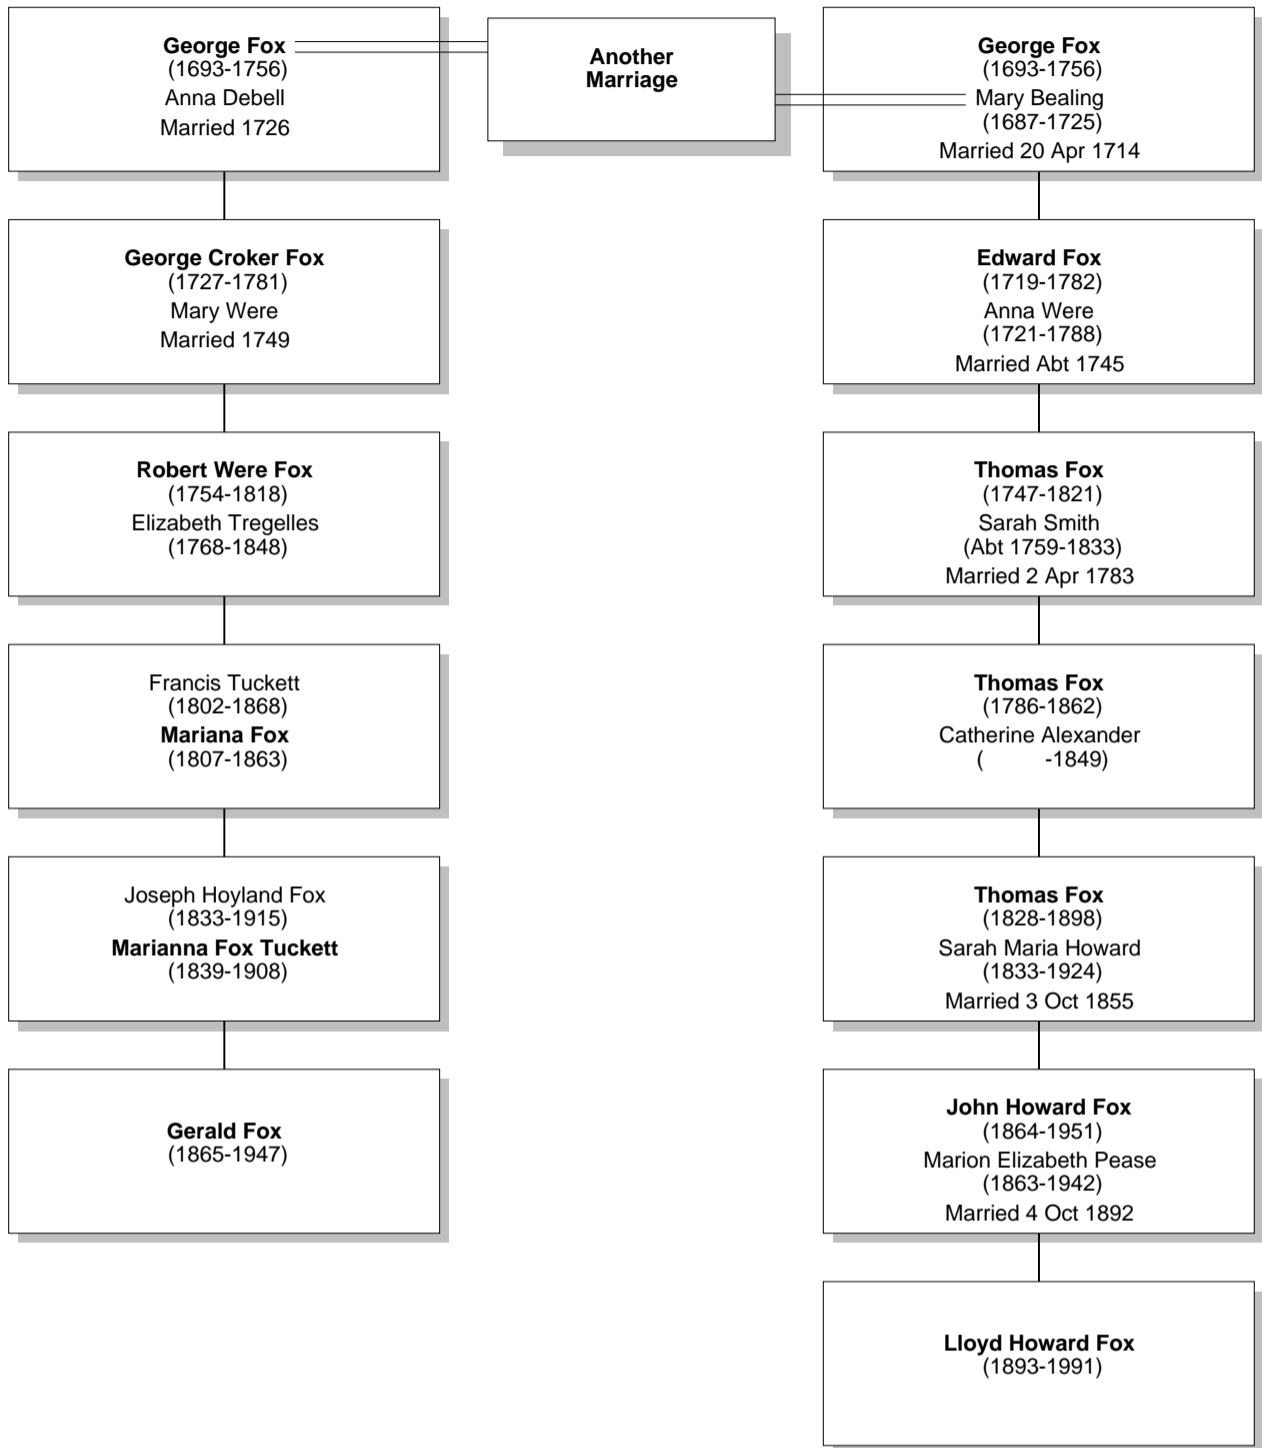 George Fox
(1693-1756)
Anna Debell
Married 1726
Another
Marriage
George Fox
(1693-1756)
Mary Bealing
(1687-1725)
Married 20 Apr 1714
George Croker Fox
(1727-1781)
Mary Were
Married 1749
Edward Fox
(1719-1782)
Anna Were
(1721-1788)
Married Abt 1745
Robert Were Fox
(1754-1818)
Elizabeth Tregelles
(1768-1848)
Thomas Fox
(1747-1821)
Sarah Smith
(Abt 1759-1833)
Married 2 Apr 1783
Francis Tuckett
(1802-1868)
Mariana Fox
(1807-1863)
Thomas Fox
(1786-1862)
Catherine Alexander
(          -1849)
Joseph Hoyland Fox
(1833-1915)
Marianna Fox Tuckett
(1839-1908)
Thomas Fox
(1828-1898)
Sarah Maria Howard
(1833-1924)
Married 3 Oct 1855
Gerald Fox
(1865-1947)
John Howard Fox
(1864-1951)
Marion Elizabeth Pease
(1863-1942)
Married 4 Oct 1892
Lloyd Howard Fox
(1893-1991)